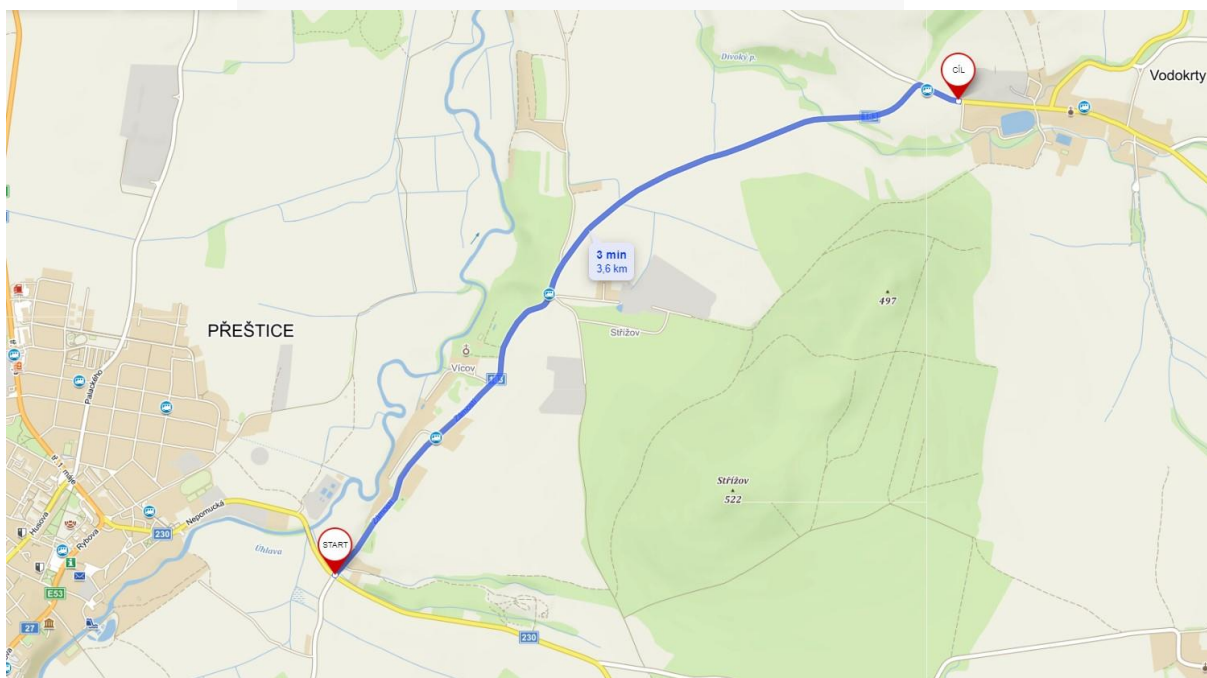 Divoký p.
CÍL
Vodokrty
3 min
3,6 km
497
PŘEŠTICE
Střížov
Vícov
Palackého
Střížov
522
máje
Nepomucká
Husova
Rybova
230
START
Úhlava
E53
27
230